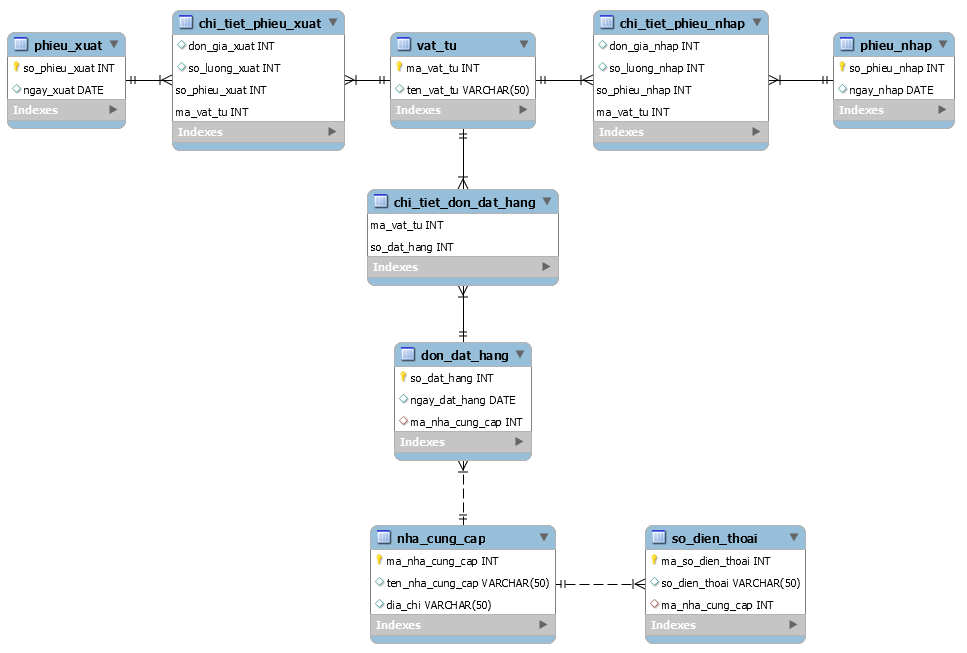 phieu_xuat
so_phieu_xuat INT
ngay_xuat DATE
Indexes
chi_tiet_phieu_xuat
don_gia_xuat INT
so_luong_xuat INT
so_phieu_xuat INT
ma_vat_tu INT
Indexes
vat_tu
ma_vat_tu INT
ten_vat_tu VARCHAR(50)
Indexes
chi_tiet_phieu_nhap
don_gia_nhap INT
so_luong_nhap INT
so_phieu_nhap INT
ma_vat_tu INT
Indexes
phieu_nhap
so_phieu_nhap INT
ngay_nhap DATE
Indexes
chi_tiet_don_dat_hang
ma_vat_tu INT
so_dat_hang INT
Indexes
don_dat_hang
so_dat_hang INT
ngay_dat_hang DATE
ma_nha_cung_cap INT
Indexes
nha_cung_cap
ma_nha_cung_cap INT
ten_nha_cung_cap VARCHAR(50)
dia_chi VARCHAR(50)
Indexes
so_dien_thoai
ma_so_dien_thoai INT
so_dien_thoai VARCHAR(50)
ma_nha_cung_cap INT
Indexes